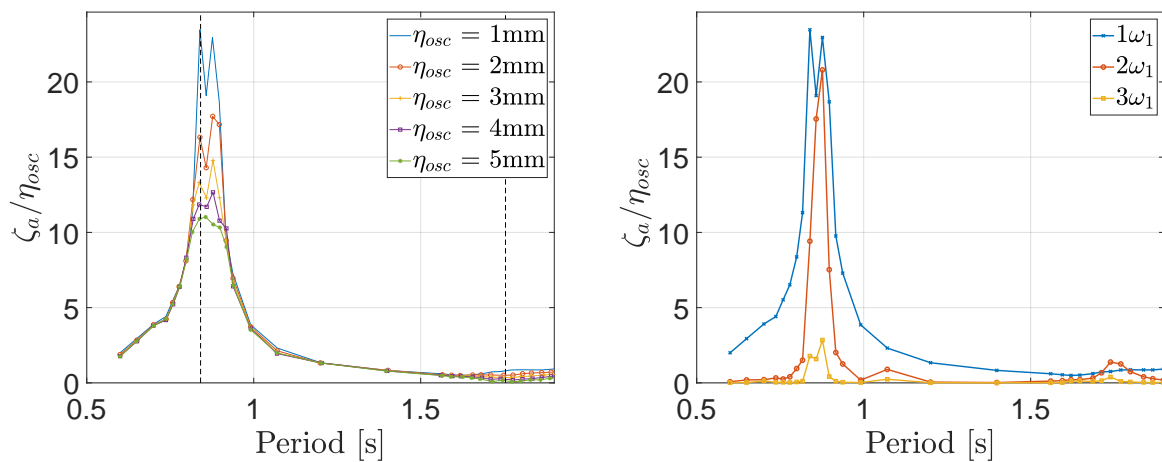 ζ_a/η_osc
20
15
10
5
0
0.5
1
1.5
Period [s]
η_osc = 1mm
η_osc = 2mm
η_osc = 3mm
η_osc = 4mm
η_osc = 5mm
ζ_a/η_osc
20
15
10
5
0
0.5
1
1.5
Period [s]
1ω_1
2ω_1
3ω_1